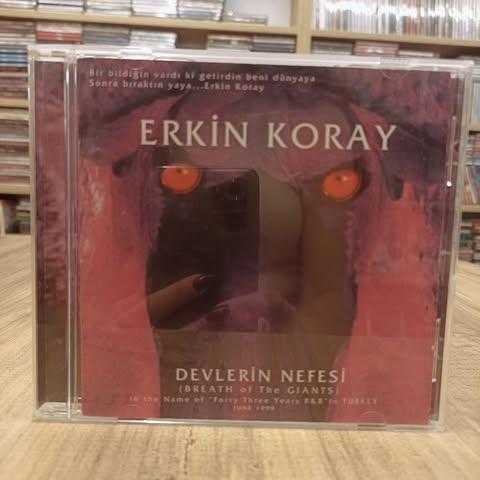 Bir bildiğin vardı ki getirdin beni dünyaya
Sonra bıraktın yaya...Erkin Koray
ERKİN KORAY
DEVLERİN NEFESİ
(BREATH of The GIANTS)
In the Name of "Forty Three Years R&R" in TURKEY
JUNE 1999